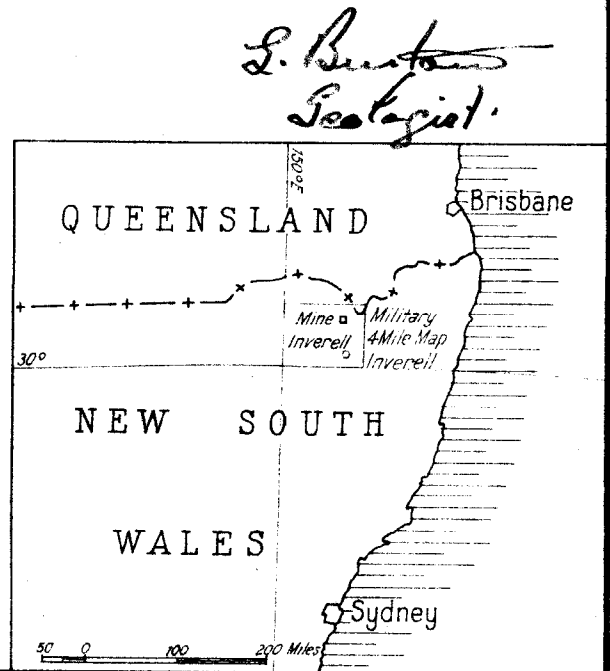 G. Burton
Geologist.
150°E
QUEENSLAND
Brisbane
Mine
Military
Inverell
4 Mile Map
Inverell
30°
NEW SOUTH
WALES
Sydney
50 0 100 200 Miles